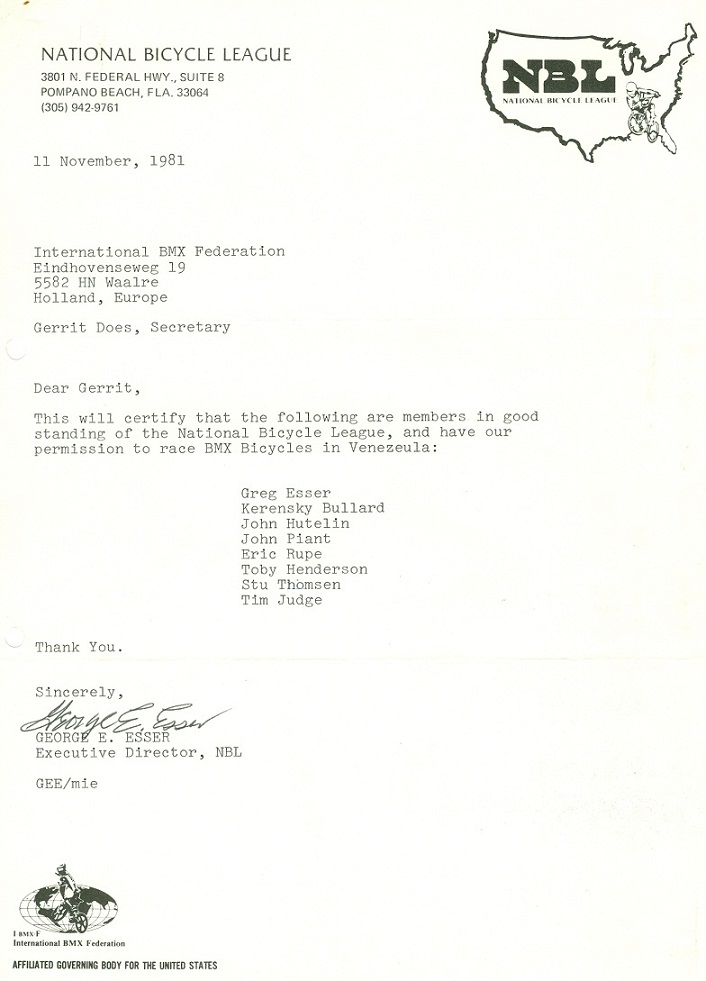 NATIONAL BICYCLE LEAGUE
3801 N. FEDERAL HWY., SUITE 8
POMPANO BEACH, FLA. 33064
(305) 942-9761
NBL
NATIONAL BICYCLE LEAGUE
11 November, 1981
International BMX Federation
Eindhovenseweg 19
5582 HN Waalre
Holland, Europe
Gerrit Does, Secretary
Dear Gerrit,
This will certify that the following are members in good
standing of the National Bicycle League, and have our
permission to race BMX Bicycles in Venezeula:
Greg Esser
Kerensky Bullard
John Hutelin
John Piant
Eric Rupe
Toby Henderson
Stu Thomsen
Tim Judge
Thank You.
Sincerely,
George E. Esser
GEORGE E. ESSER
Executive Director, NBL
GEE/mie
I BMX F
International BMX Federation
AFFILIATED GOVERNING BODY FOR THE UNITED STATES